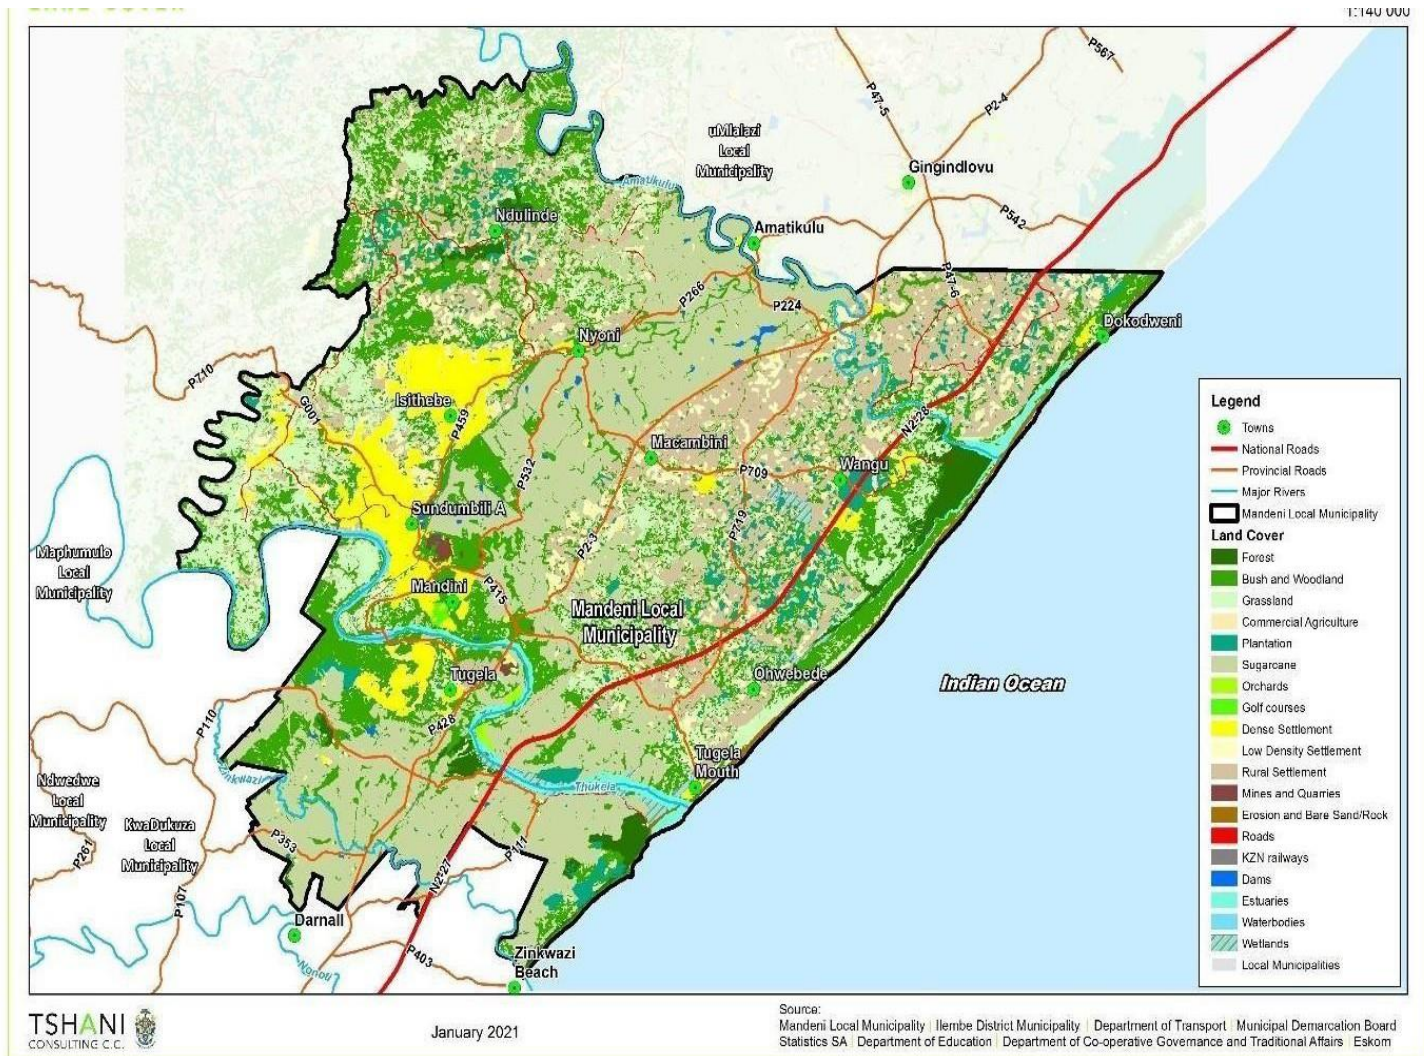 1:140 000
P567
P47-5
P2-4
uMlalazi
Local
Municipality
Gingindlovu
Amatikulu
P542
Ndulinde
Amatikulu
P47-6
P266
P224
Dokodweni
Nyoni
P710
G001
Isithebe
P459
N2-28
Macambini
P532
P709
Wangu
Sundumbili A
P719
P2-3
Maphumulo
Local
Municipality
Mandini
P415
Mandeni Local
Municipality
Tugela
Ohwebede
Indian Ocean
P110
P428
Tugela
Mouth
Zinkwazi
Thukela
Ndwedwe
Local
Municipality
KwaDukuza
Local
Municipality
P261
P353
P111
N2-27
P107
Darnall
P403
Zinkwazi
Beach
Nonoti
Legend
Towns
National Roads
Provincial Roads
Major Rivers
Mandeni Local Municipality
Land Cover
Forest
Bush and Woodland
Grassland
Commercial Agriculture
Plantation
Sugarcane
Orchards
Golf courses
Dense Settlement
Low Density Settlement
Rural Settlement
Mines and Quarries
Erosion and Bare Sand/Rock
Roads
KZN railways
Dams
Estuaries
Waterbodies
Wetlands
Local Municipalities
TSHANI
CONSULTING C.C.
January 2021
Source:
Mandeni Local Municipality | Ilembe District Municipality | Department of Transport | Municipal Demarcation Board
Statistics SA | Department of Education | Department of Co-operative Governance and Traditional Affairs | Eskom